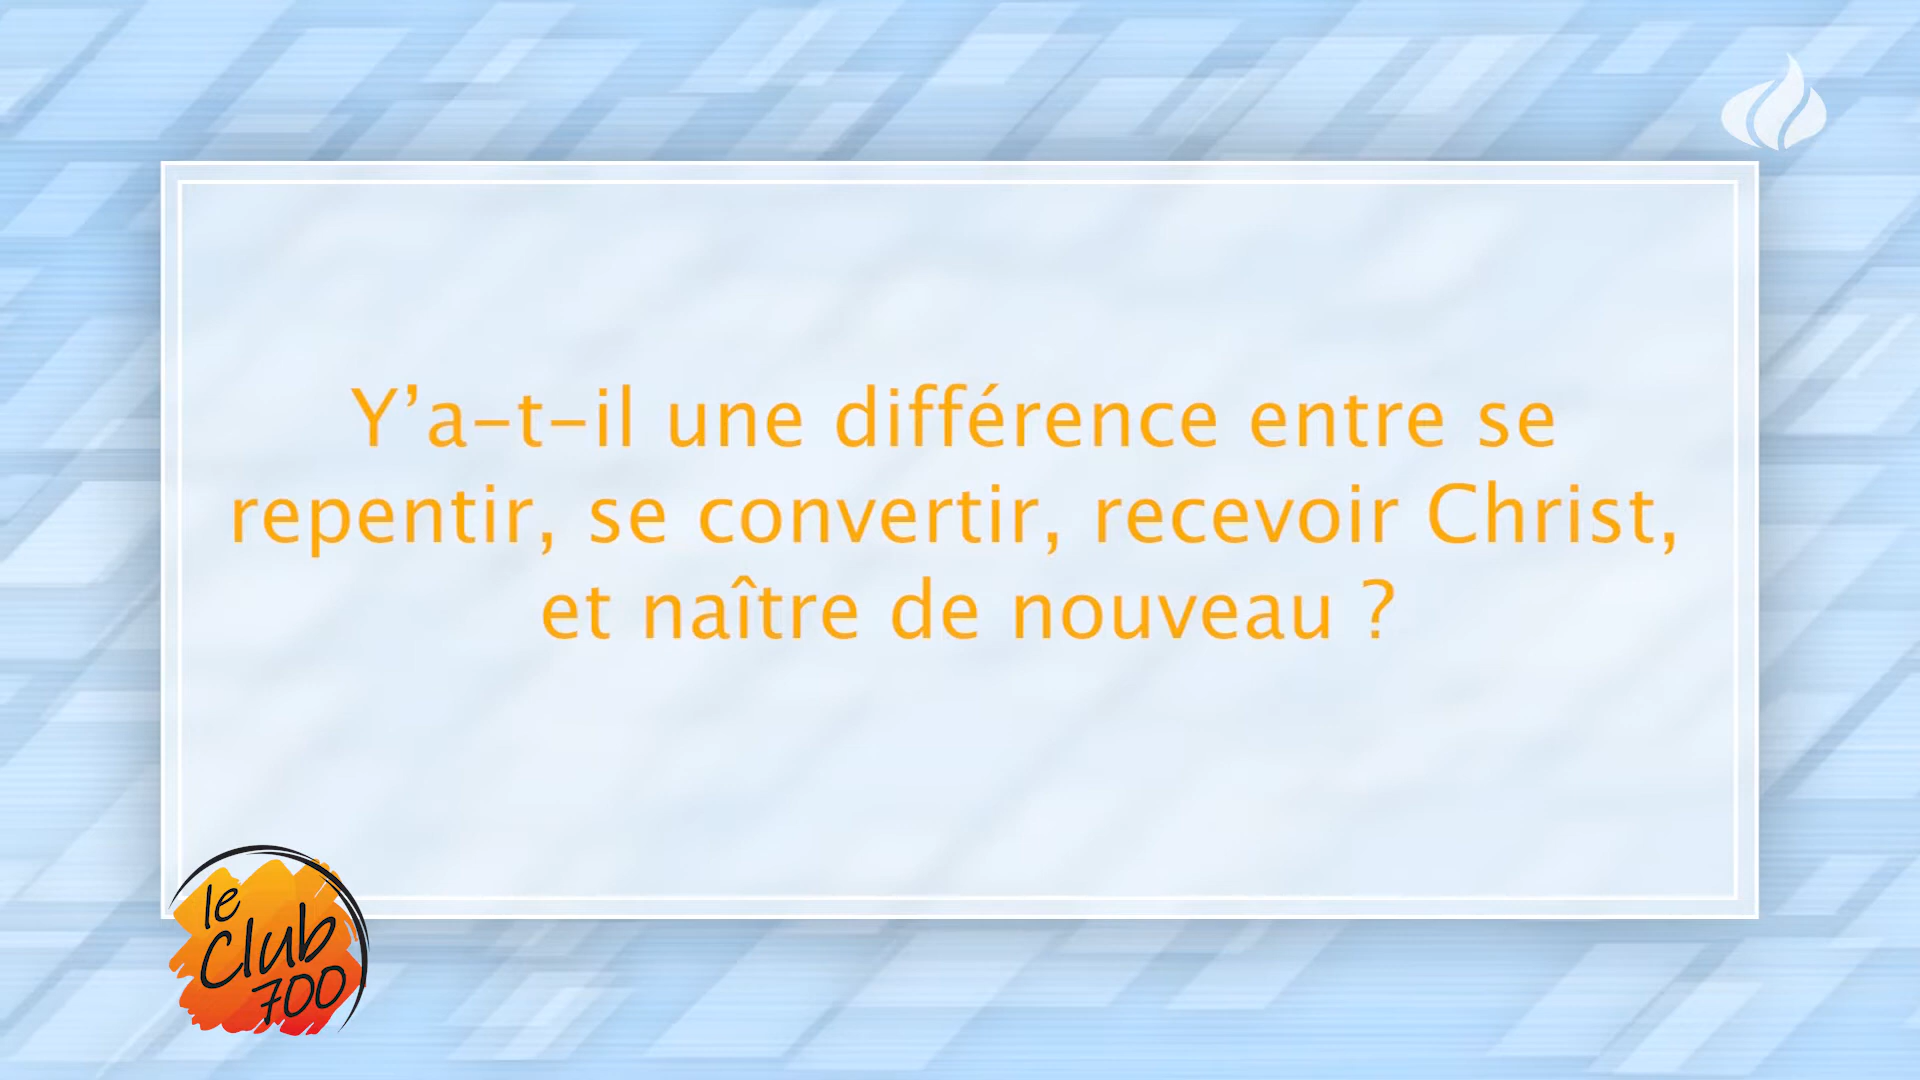 Y’a-t-il une différence entre se
repentir, se convertir, recevoir Christ,
et naître de nouveau ?
le
Club
700